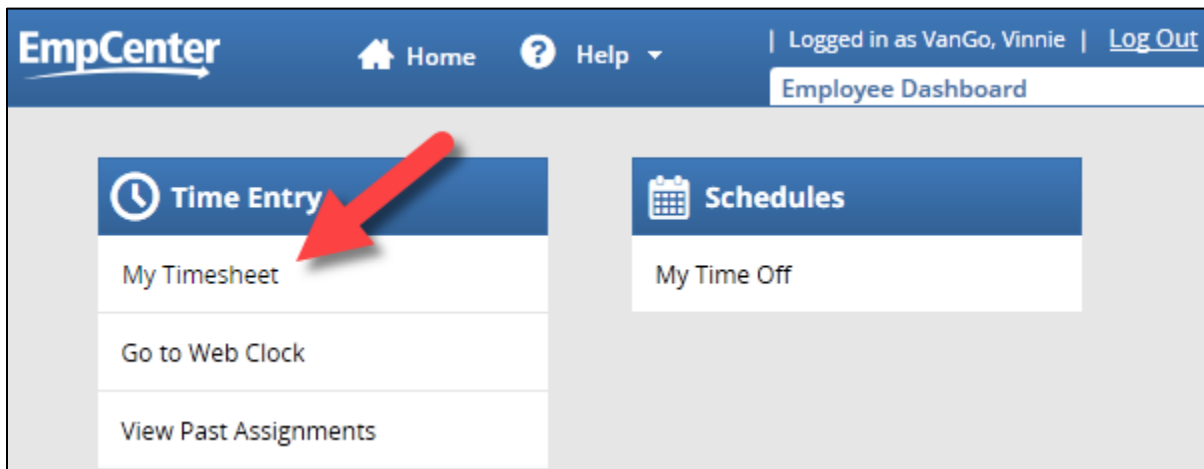 EmpCenter
Home
Help
| Logged in as VanGo, Vinnie | Log Out
Employee Dashboard
Time Entry
My Timesheet
Go to Web Clock
View Past Assignments
Schedules
My Time Off